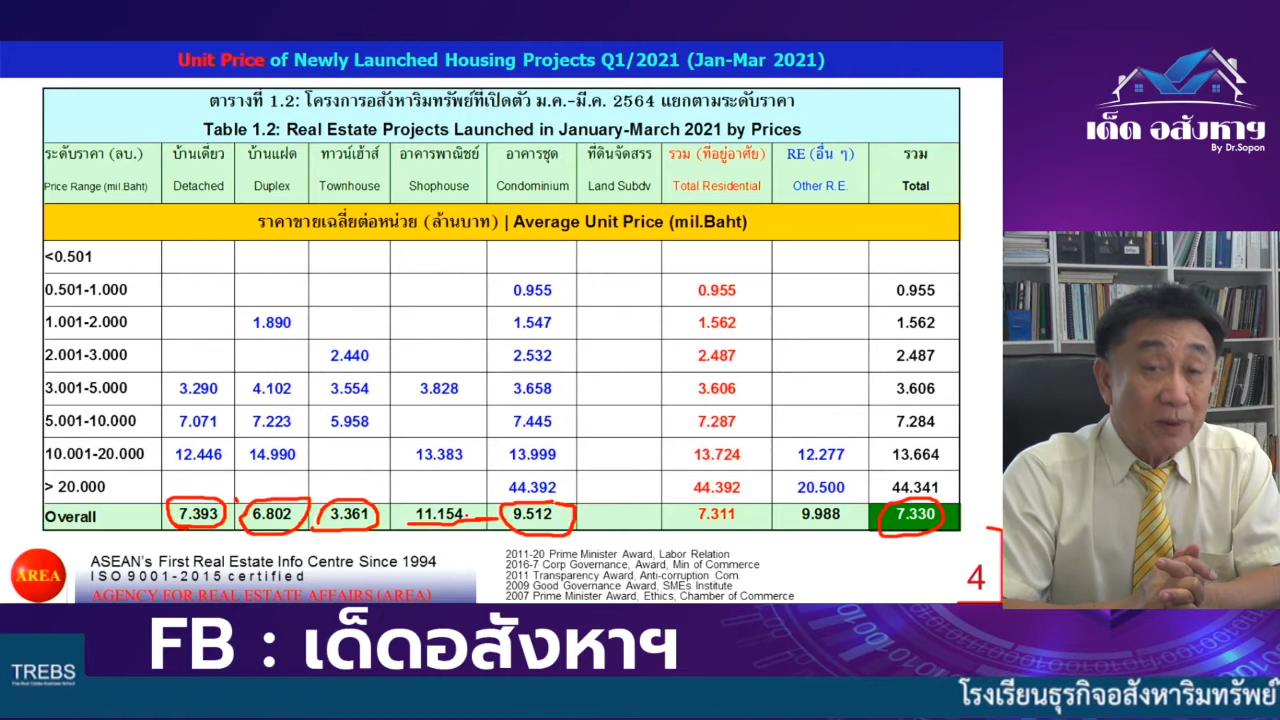 Unit Price of Newly Launched Housing Projects Q1/2021 (Jan-Mar 2021)
เด็ด อสังหาฯ
By Dr.Sopon
ตารางที่ 1.2: โครงการอสังหาริมทรัพย์ที่เปิดตัว ม.ค.-มี.ค. 2564 แยกตามระดับราคา
Table 1.2: Real Estate Projects Launched in January-March 2021 by Prices
ระดับราคา (ลบ.) บ้านเดี่ยว บ้านแฝด ทาวน์เฮ้าส์ อาคารพาณิชย์ อาคารชุด ที่ดินจัดสรร รวม (ที่อยู่อาศัย) RE (อื่น ๆ) รวม
Price Range (mil.Baht) Detached Duplex Townhouse Shophouse Condominium Land Subdv Total Residential Other R.E. Total
ราคาขายเฉลี่ยต่อหน่วย (ล้านบาท) | Average Unit Price (mil.Baht)
<0.501
0.501-1.000 0.955 0.955 0.955
1.001-2.000 1.890 1.547 1.562 1.562
2.001-3.000 2.440 2.532 2.487 2.487
3.001-5.000 3.290 4.102 3.554 3.828 3.658 3.606 3.606
5.001-10.000 7.071 7.223 5.958 7.445 7.287 7.284
10.001-20.000 12.446 14.990 13.383 13.999 13.724 12.277 13.664
> 20.000 44.392 44.392 20.500 44.341
Overall 7.393 6.802 3.361 11.154 9.512 7.311 9.988 7.330
AREA
ASEAN's First Real Estate Info Centre Since 1994
ISO 9001-2015 certified
AGENCY FOR REAL ESTATE AFFAIRS (AREA)
2011-20 Prime Minister Award, Labor Relation
2016-7 Corp Governance, Award, Min of Commerce
2011 Transparency Award, Anti-corruption Com.
2009 Good Governance Award, SMEs Institute
2007 Prime Minister Award, Ethics, Chamber of Commerce
4
FB : เด็ดอสังหาฯ
TREBS
โรงเรียนธุรกิจอสังหาริมทรัพย์